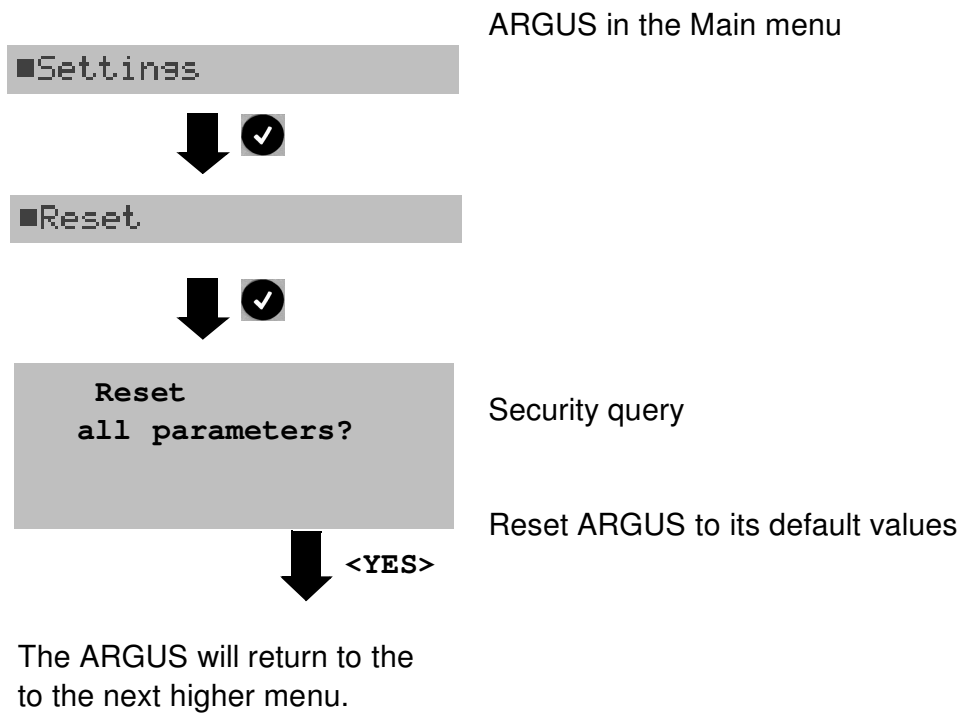 ARGUS in the Main menu
■Settings
■Reset
Reset
all parameters?
Security query
Reset ARGUS to its default values
<YES>
The ARGUS will return to the
to the next higher menu.